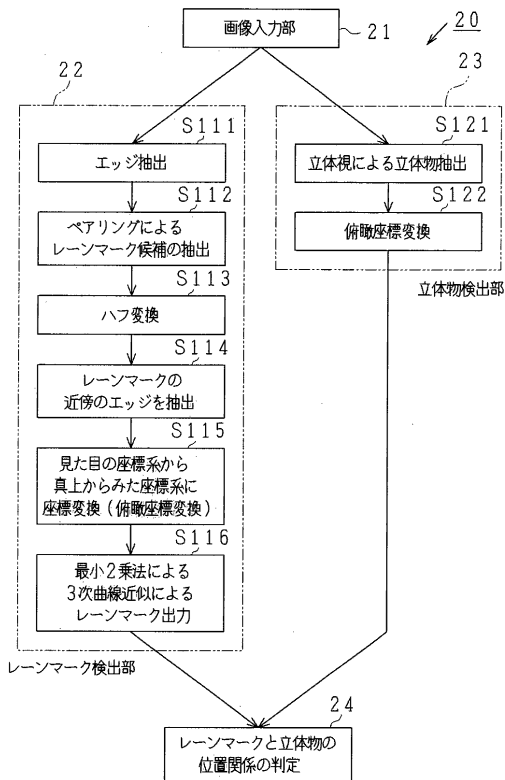 画像入力部
21
20
22
23
S111
エッジ抽出
S112
ペアリングによる
レーンマーク候補の抽出
S113
ハフ変換
S114
レーンマークの
近傍のエッジを抽出
S115
見た目の座標系から
真上からみた座標系に
座標変換(俯瞰座標変換)
S116
最小2乗法による
3次曲線近似による
レーンマーク出力
レーンマーク検出部
S121
立体視による立体物抽出
S122
俯瞰座標変換
立体物検出部
24
レーンマークと立体物の
位置関係の判定